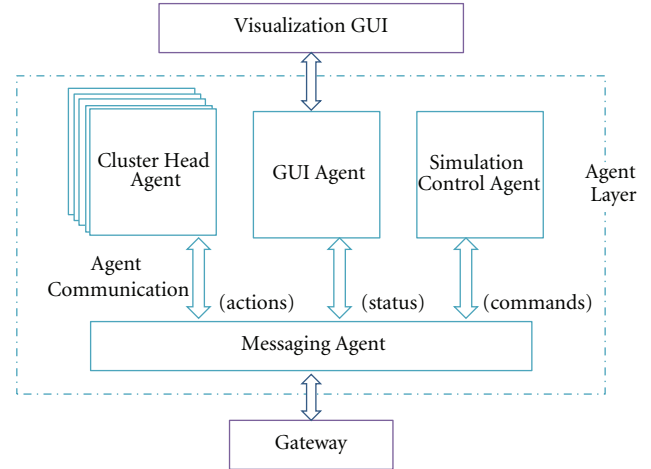 Visualization GUI
Cluster Head
Agent
GUI Agent
Simulation
Control Agent
Agent
Layer
Agent
Communication
(actions)
(status)
(commands)
Messaging Agent
Gateway